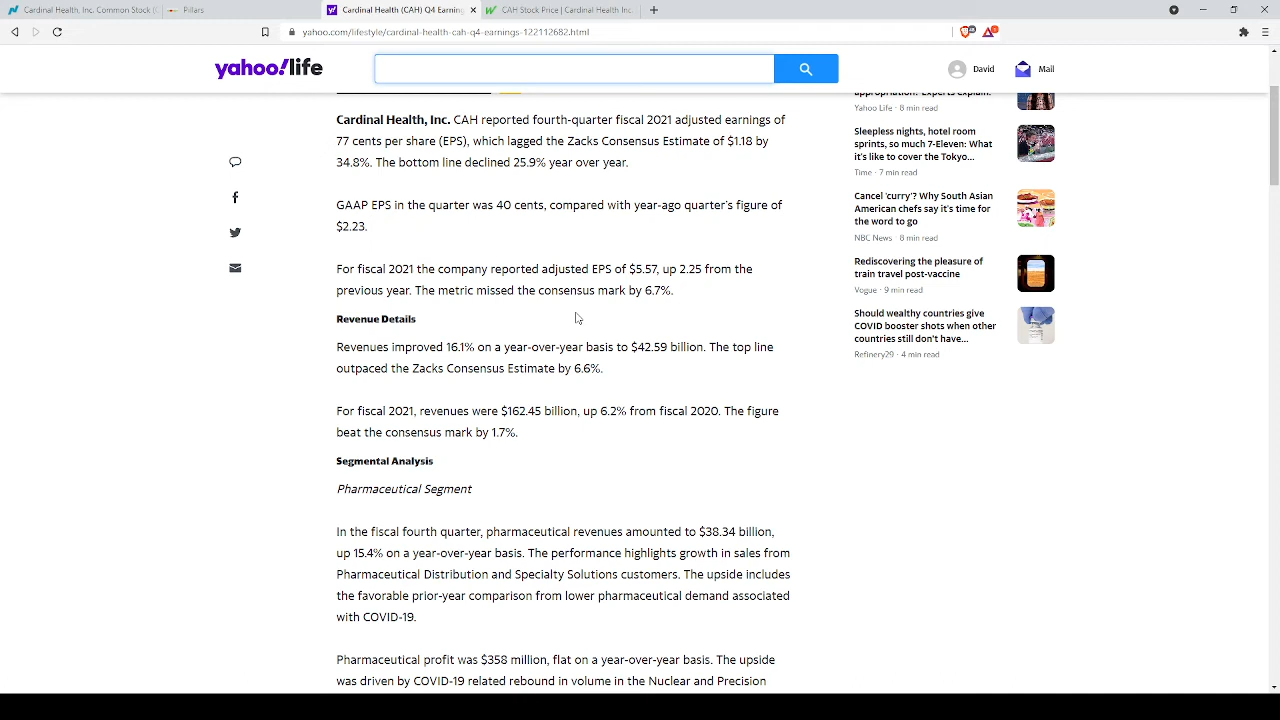 Cardinal Health, Inc. Common Stock (
Pillars
Cardinal Health (CAH) Q4 Earning
CAH Stock Price | Cardinal Health Inc.
yahoo.com/lifestyle/cardinal-health-cah-q4-earnings-122112682.html
yahoo!life
David
Mail
Cardinal Health, Inc. CAH reported fourth-quarter fiscal 2021 adjusted earnings of
77 cents per share (EPS), which lagged the Zacks Consensus Estimate of $1.18 by
34.8%. The bottom line declined 25.9% year over year.
GAAP EPS in the quarter was 40 cents, compared with year-ago quarter's figure of
$2.23.
For fiscal 2021 the company reported adjusted EPS of $5.57, up 2.25 from the
previous year. The metric missed the consensus mark by 6.7%.
Revenue Details
Revenues improved 16.1% on a year-over-year basis to $42.59 billion. The top line
outpaced the Zacks Consensus Estimate by 6.6%.
For fiscal 2021, revenues were $162.45 billion, up 6.2% from fiscal 2020. The figure
beat the consensus mark by 1.7%.
Segmental Analysis
Pharmaceutical Segment
In the fiscal fourth quarter, pharmaceutical revenues amounted to $38.34 billion,
up 15.4% on a year-over-year basis. The performance highlights growth in sales from
Pharmaceutical Distribution and Specialty Solutions customers. The upside includes
the favorable prior-year comparison from lower pharmaceutical demand associated
with COVID-19.
Pharmaceutical profit was $358 million, flat on a year-over-year basis. The upside
was driven by COVID-19 related rebound in volume in the Nuclear and Precision
appropriation? Experts explain.
Yahoo Life · 8 min read
Sleepless nights, hotel room
sprints, so much 7-Eleven: What
it's like to cover the Tokyo...
Time · 7 min read
Cancel 'curry'? Why South Asian
American chefs say it's time for
the word to go
NBC News · 8 min read
Rediscovering the pleasure of
train travel post-vaccine
Vogue · 9 min read
Should wealthy countries give
COVID booster shots when other
countries still don't have...
Refinery29 · 4 min read